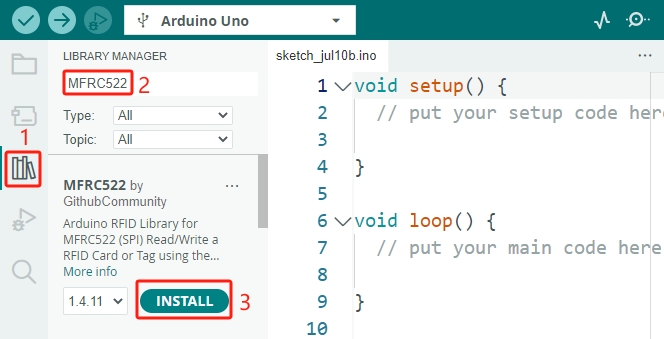 Arduino Uno
LIBRARY MANAGER
MFRC522
2
Type: All
Topic: All
1
MFRC522 by
GithubCommunity
Arduino RFID Library for
MFRC522 (SPI) Read/Write a
RFID Card or Tag using the...
More info
1.4.11
INSTALL
3
sketch_jul10b.ino
1 void setup() {
2 // put your setup code here
3
4 }
5
6 void loop() {
7 // put your main code here
8
9 }
10